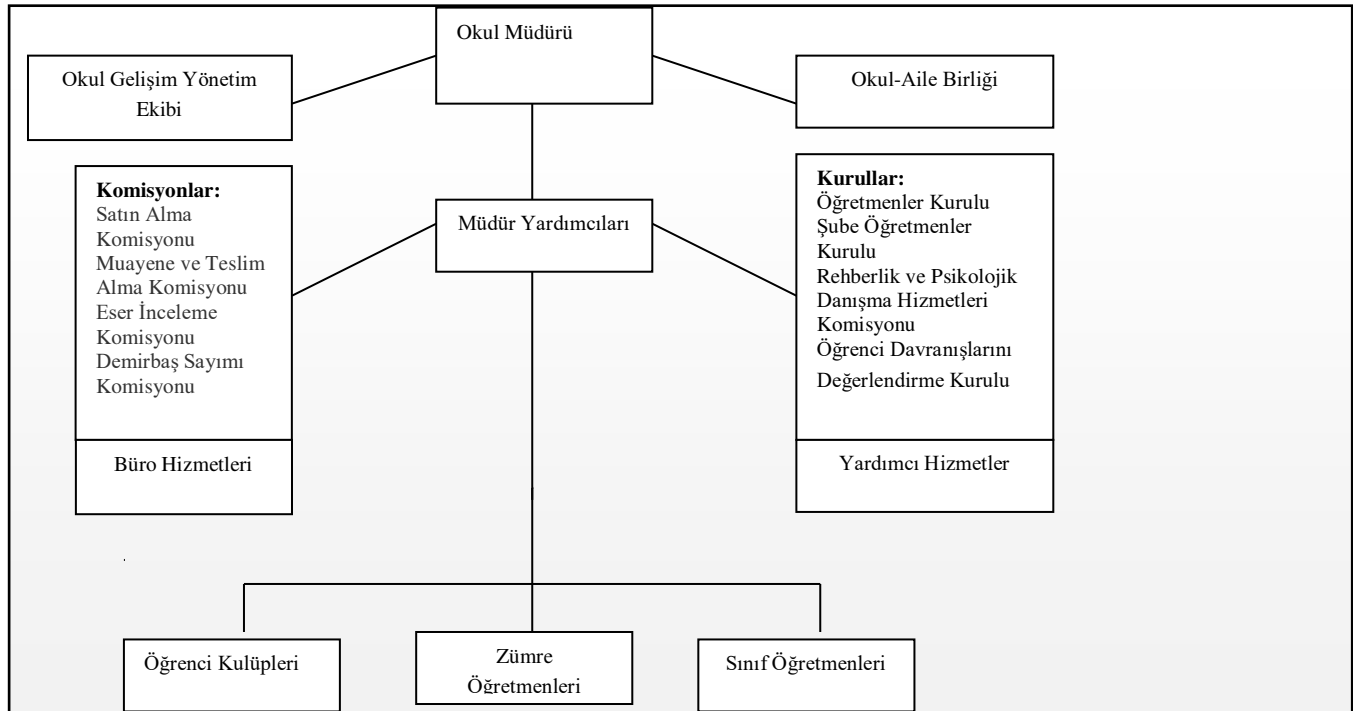 Okul Müdürü
Okul Gelişim Yönetim
Ekibi
Okul-Aile Birliği
Komisyonlar:
Satın Alma
Komisyonu
Muayene ve Teslim
Alma Komisyonu
Eser İnceleme
Komisyonu
Demirbaş Sayımı
Komisyonu
Müdür Yardımcıları
Kurullar:
Öğretmenler Kurulu
Şube Öğretmenler
Kurulu
Rehberlik ve Psikolojik
Danışma Hizmetleri
Komisyonu
Öğrenci Davranışlarını
Değerlendirme Kurulu
Büro Hizmetleri
Yardımcı Hizmetler
Öğrenci Kulüpleri
Zümre
Öğretmenleri
Sınıf Öğretmenleri